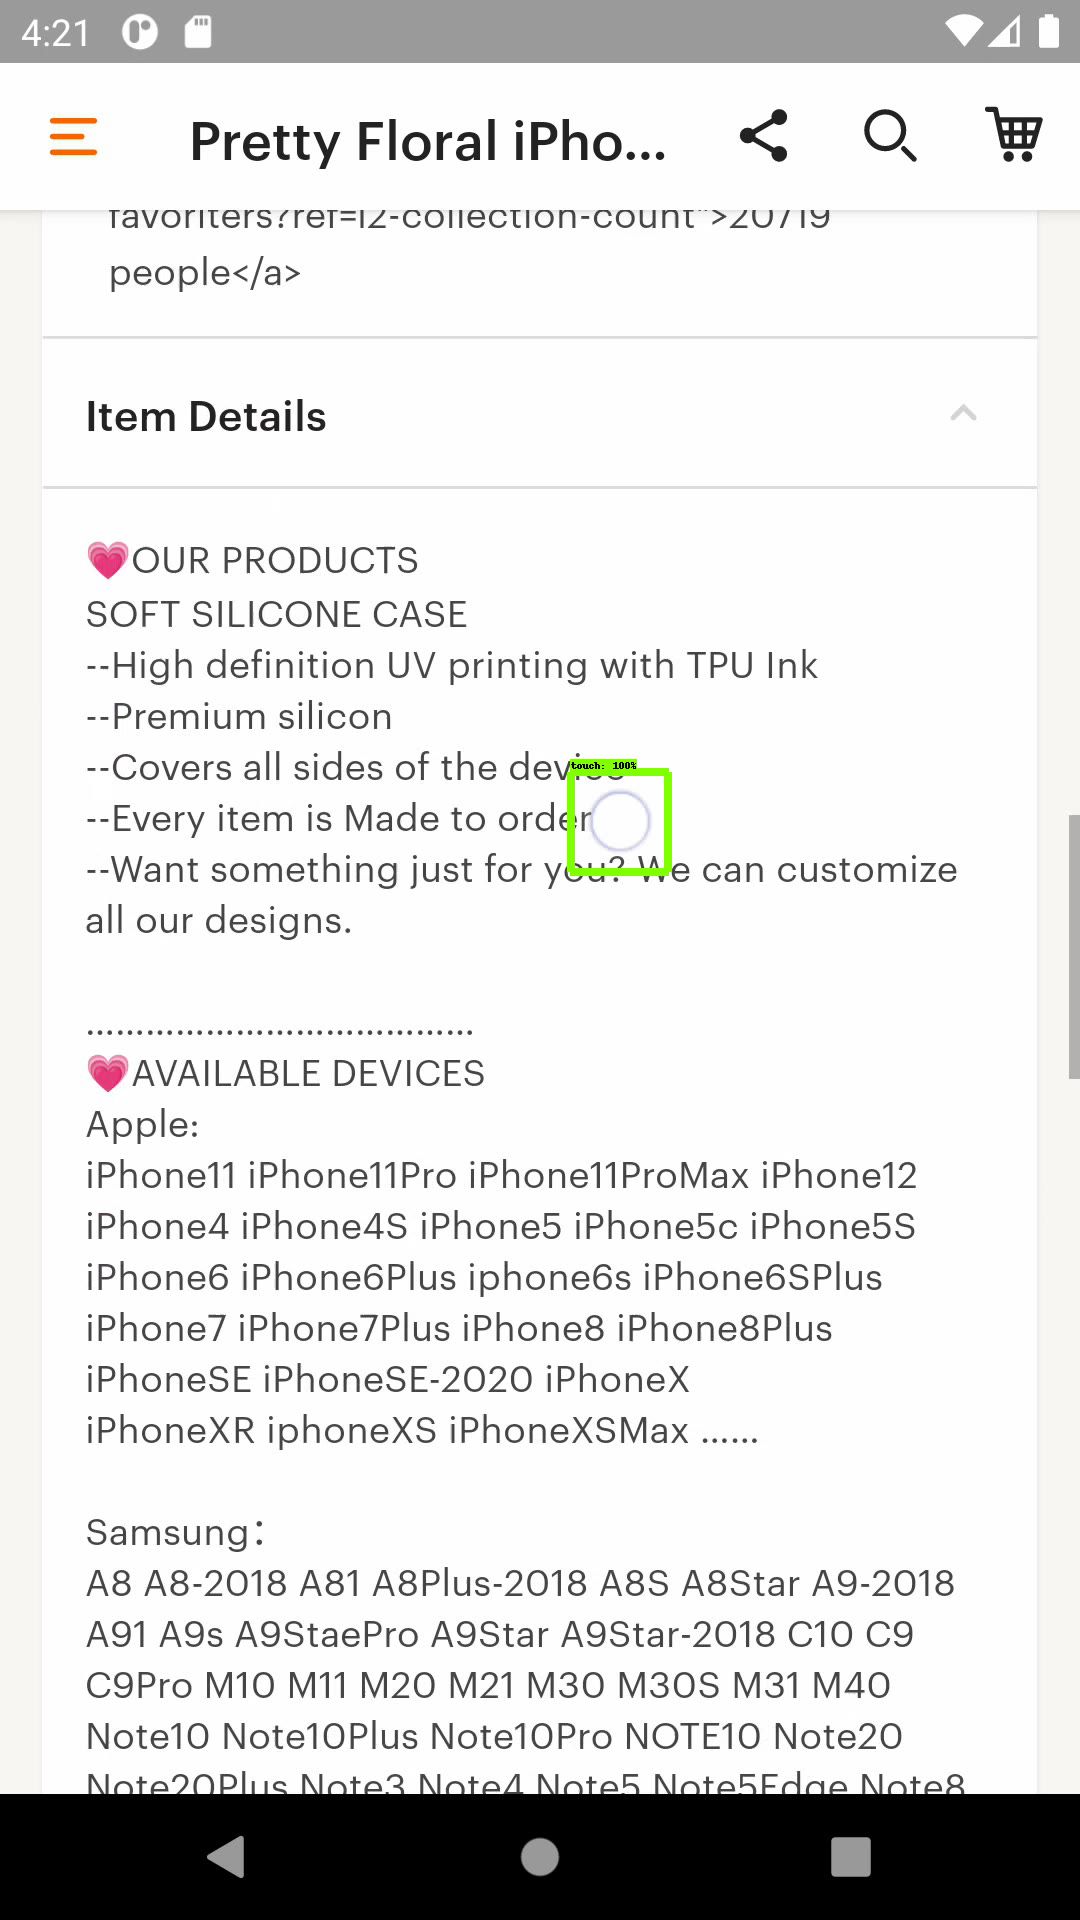 4:21
Pretty Floral iPho...
favoriters?ref=l2-collection-count">20719
people</a>
Item Details
💗OUR PRODUCTS
SOFT SILICONE CASE
--High definition UV printing with TPU Ink
--Premium silicon
--Covers all sides of the device
touch: 100%
--Every item is Made to order
--Want something just for you? We can customize
all our designs.
.......................................
💗AVAILABLE DEVICES
Apple:
iPhone11 iPhone11Pro iPhone11ProMax iPhone12
iPhone4 iPhone4S iPhone5 iPhone5c iPhone5S
iPhone6 iPhone6Plus iphone6s iPhone6SPlus
iPhone7 iPhone7Plus iPhone8 iPhone8Plus
iPhoneSE iPhoneSE-2020 iPhoneX
iPhoneXR iphoneXS iPhoneXSMax ......
Samsung：
A8 A8-2018 A81 A8Plus-2018 A8S A8Star A9-2018
A91 A9s A9StaePro A9Star A9Star-2018 C10 C9
C9Pro M10 M11 M20 M21 M30 M30S M31 M40
Note10 Note10Plus Note10Pro NOTE10 Note20
Note20Plus Note3 Note4 Note5 Note5Edge Note8